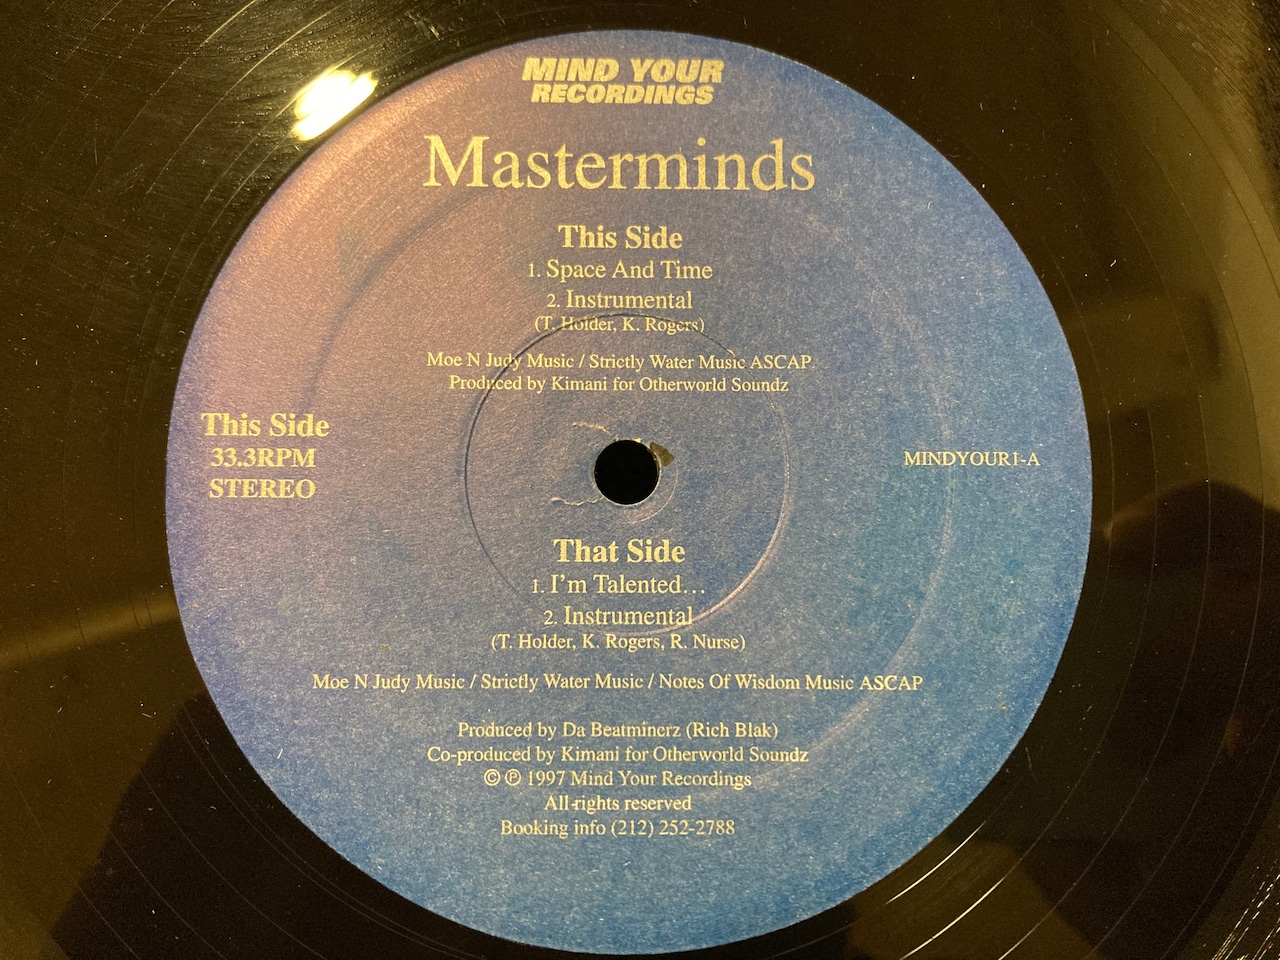 MIND YOUR
RECORDINGS
Masterminds
This Side
1. Space And Time
2. Instrumental
(T. Holder, K. Rogers)
Moe N Judy Music / Strictly Water Music ASCAP
Produced by Kimani for Otherworld Soundz
This Side
33.3RPM
STEREO
MINDYOUR1-A
That Side
1. I'm Talented...
2. Instrumental
(T. Holder, K. Rogers, R. Nurse)
Moe N Judy Music / Strictly Water Music / Notes Of Wisdom Music ASCAP
Produced by Da Beatminerz (Rich Blak)
Co-produced by Kimani for Otherworld Soundz
© ℗ 1997 Mind Your Recordings
All rights reserved
Booking info (212) 252-2788